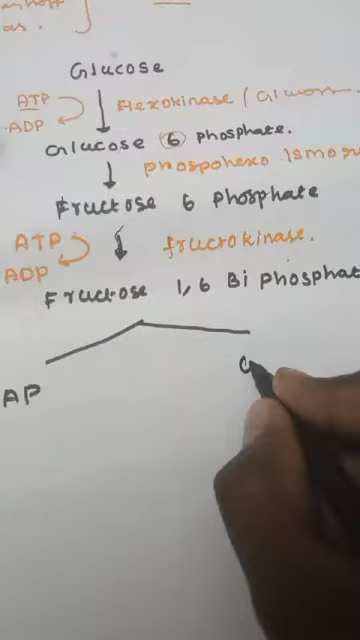 as.
Glucose
ATP
Hexokinase /
ADP
Glucose 6 Phosphate.
Fructose 6 Phosphate
ATP
fructokinase.
ADP
Fructose 1,6 Bi phosphat
AP